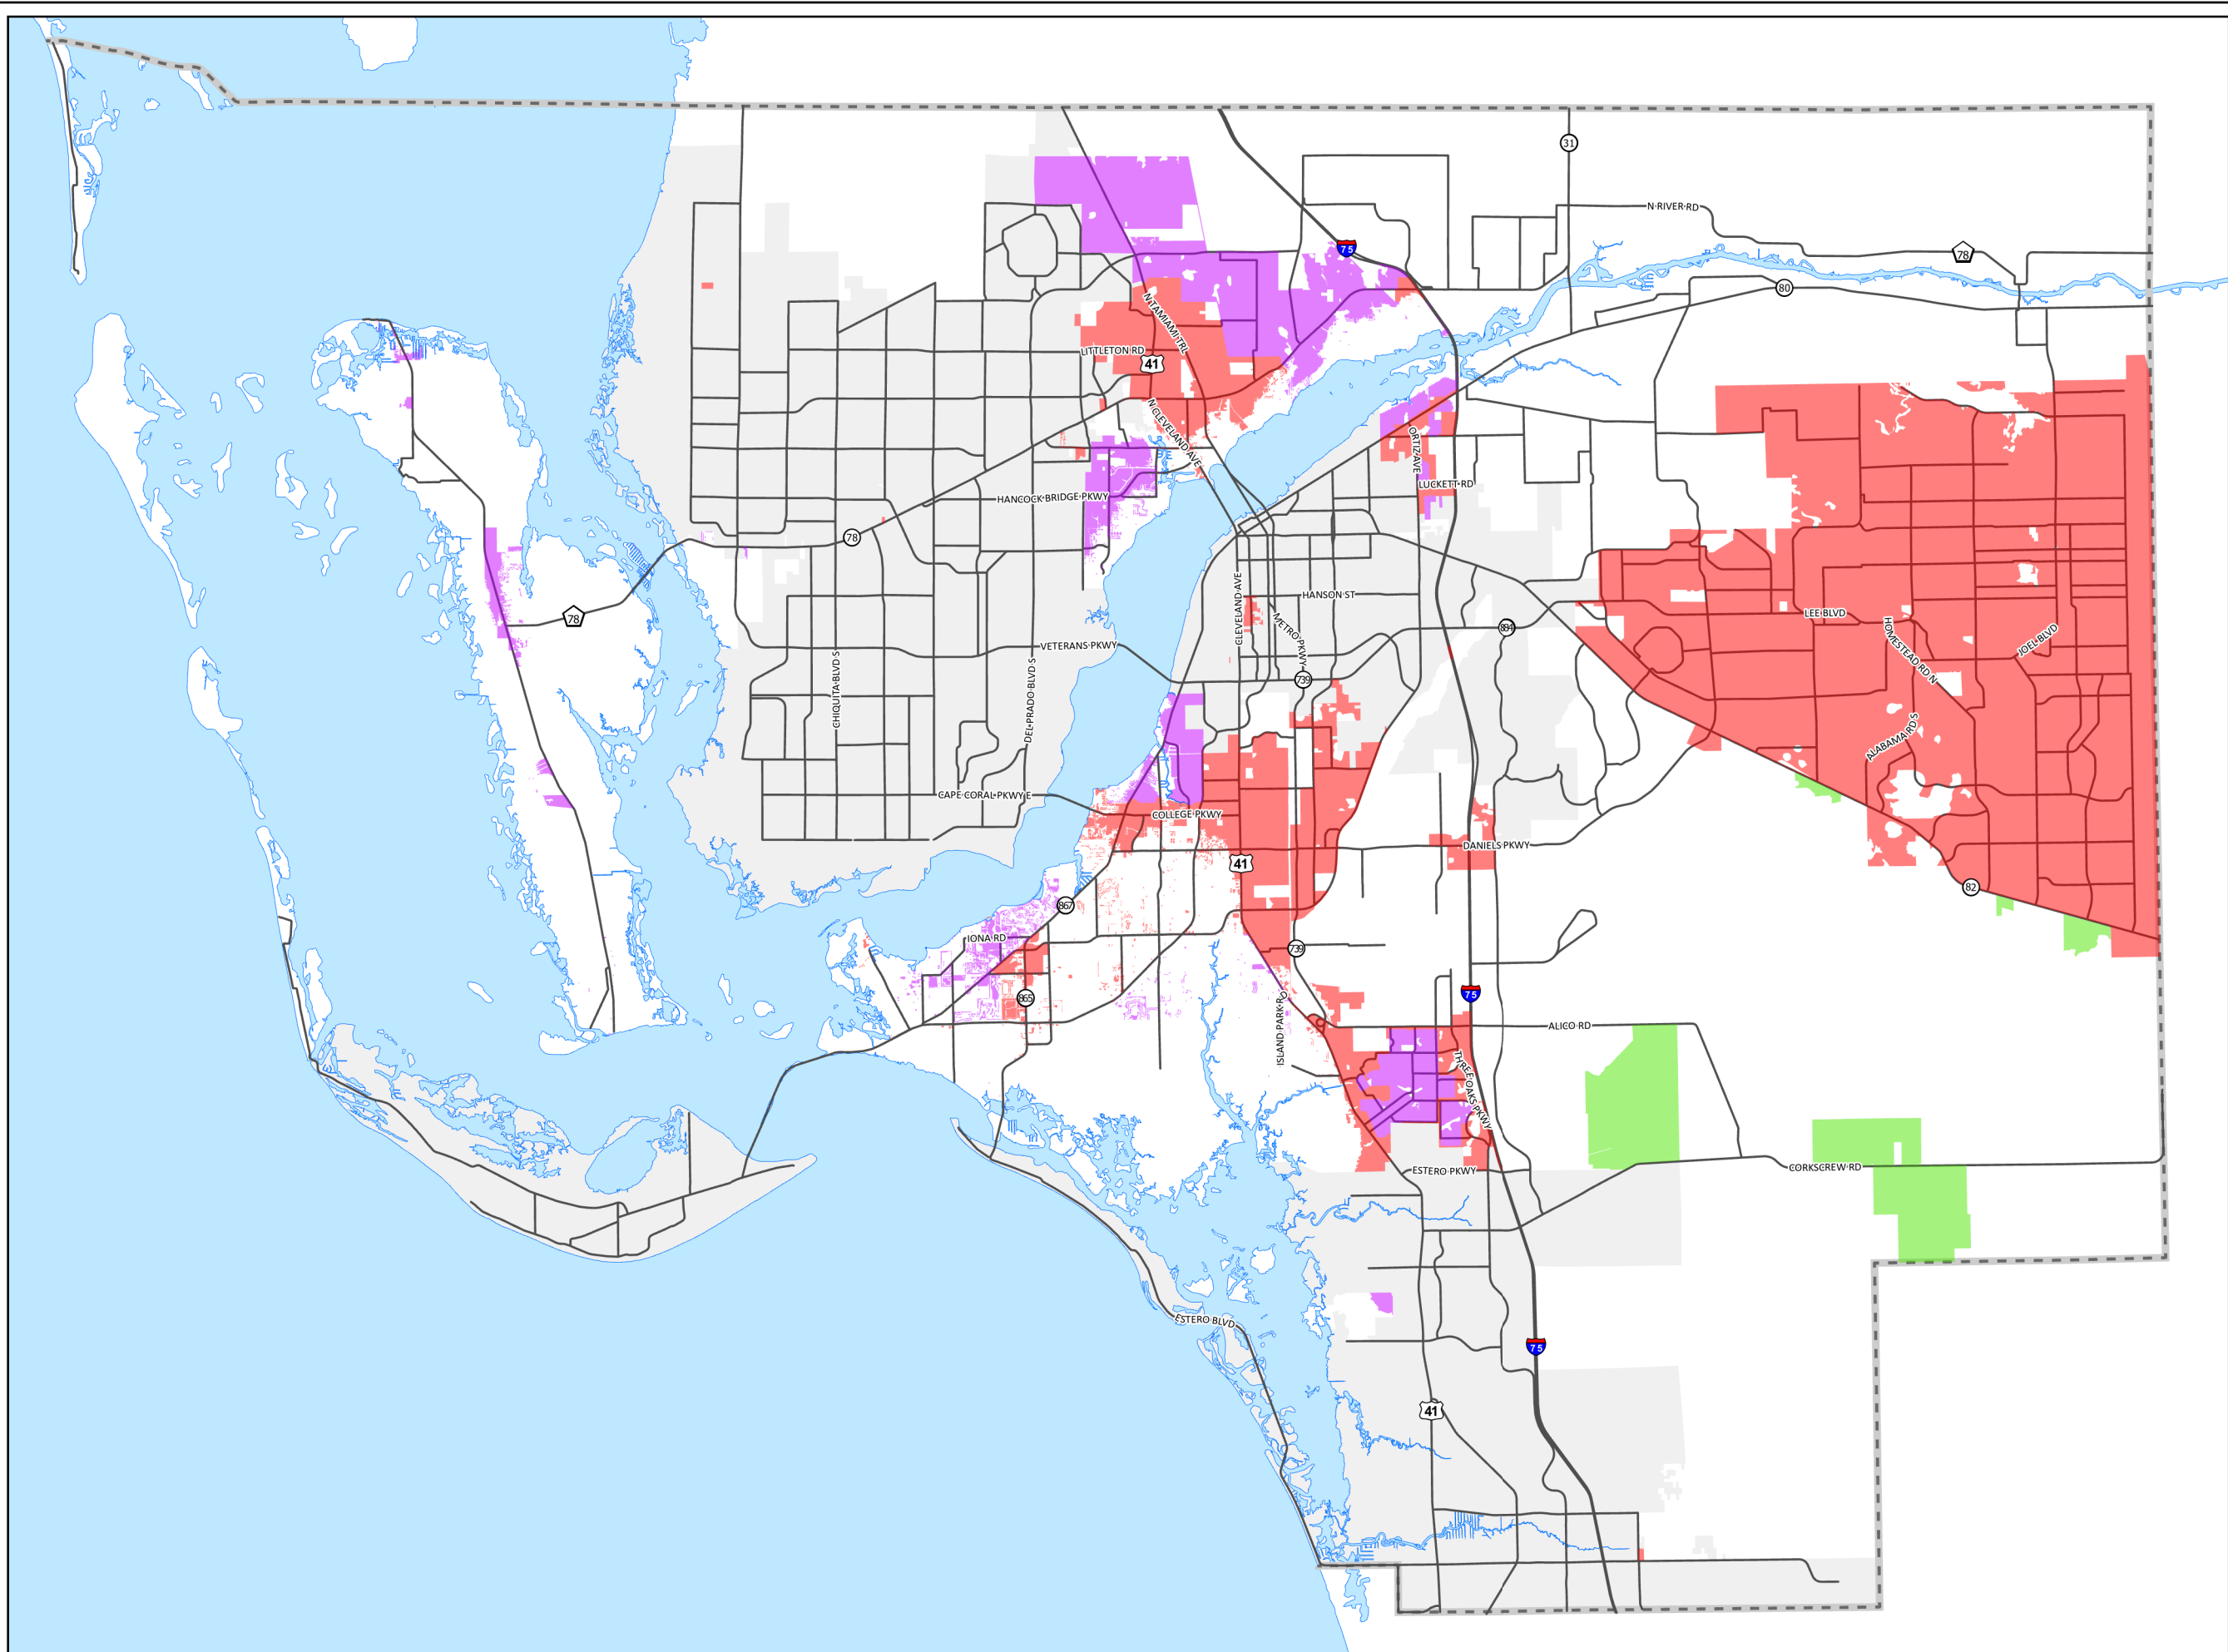 31
N RIVER RD
75
78
80
N TAMIAMI TRL
LITTLETON RD
41
N CLEVELAND AVE
ORTIZ AVE
LUCKETT RD
HANCOCK BRIDGE PKWY
78
CLEVELAND AVE
HANSON ST
78
METRO PKWY
884
LEE BLVD
HOMESTEAD RD N
JOEL BLVD
VETERANS PKWY
739
CHIQUITA BLVD S
DEL PRADO BLVD S
ALABAMA RD S
CAPE CORAL PKWY E
COLLEGE PKWY
DANIELS PKWY
41
82
867
IONA RD
739
865
75
ISLAND PARK RD
ALICO RD
THREE OAKS PKWY
ESTERO PKWY
CORKSCREW RD
ESTERO BLVD
75
41